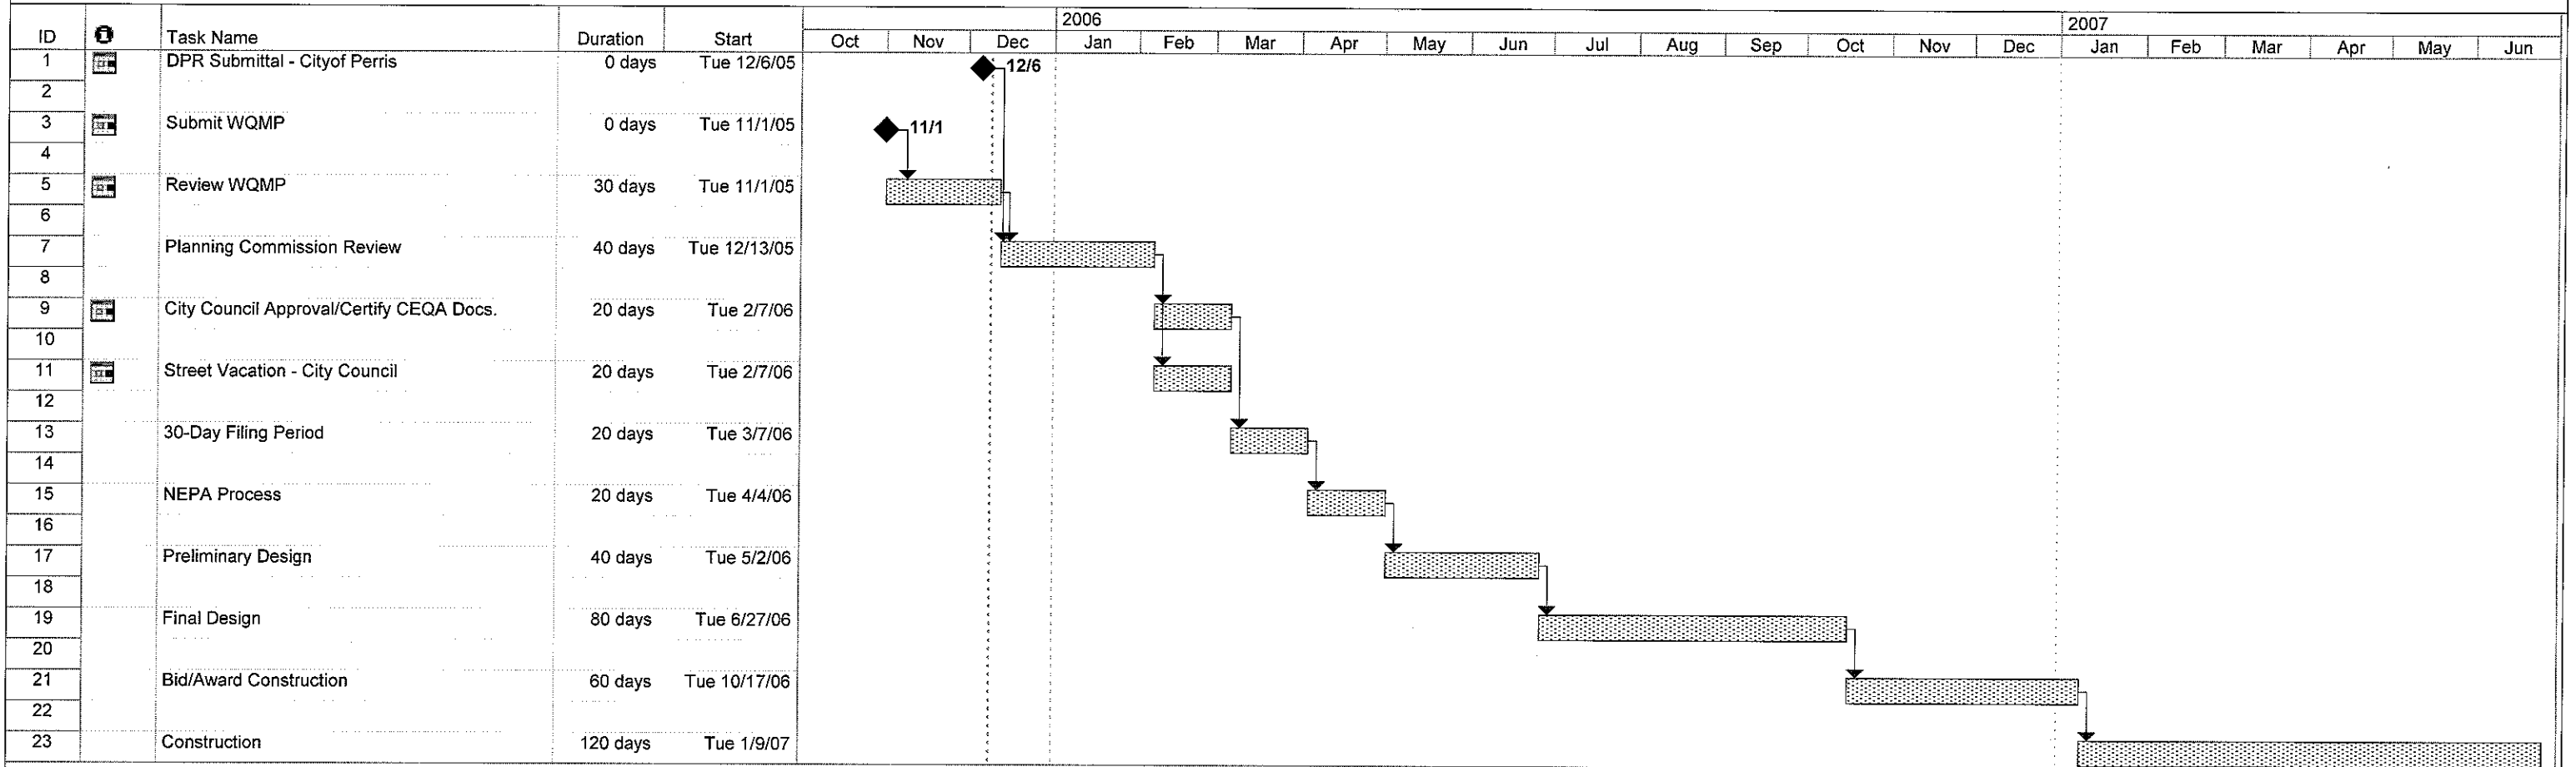 2006 2007
ID Task Name Duration Start Oct Nov Dec Jan Feb Mar Apr May Jun Jul Aug Sep Oct Nov Dec Jan Feb Mar Apr May Jun
1 DPR Submittal - Cityof Perris 0 days Tue 12/6/05 12/6
2
3 Submit WQMP 0 days Tue 11/1/05 11/1
4
5 Review WQMP 30 days Tue 11/1/05
6
7 Planning Commission Review 40 days Tue 12/13/05
8
9 City Council Approval/Certify CEQA Docs. 20 days Tue 2/7/06
10
11 Street Vacation - City Council 20 days Tue 2/7/06
12
13 30-Day Filing Period 20 days Tue 3/7/06
14
15 NEPA Process 20 days Tue 4/4/06
16
17 Preliminary Design 40 days Tue 5/2/06
18
19 Final Design 80 days Tue 6/27/06
20
21 Bid/Award Construction 60 days Tue 10/17/06
22
23 Construction 120 days Tue 1/9/07